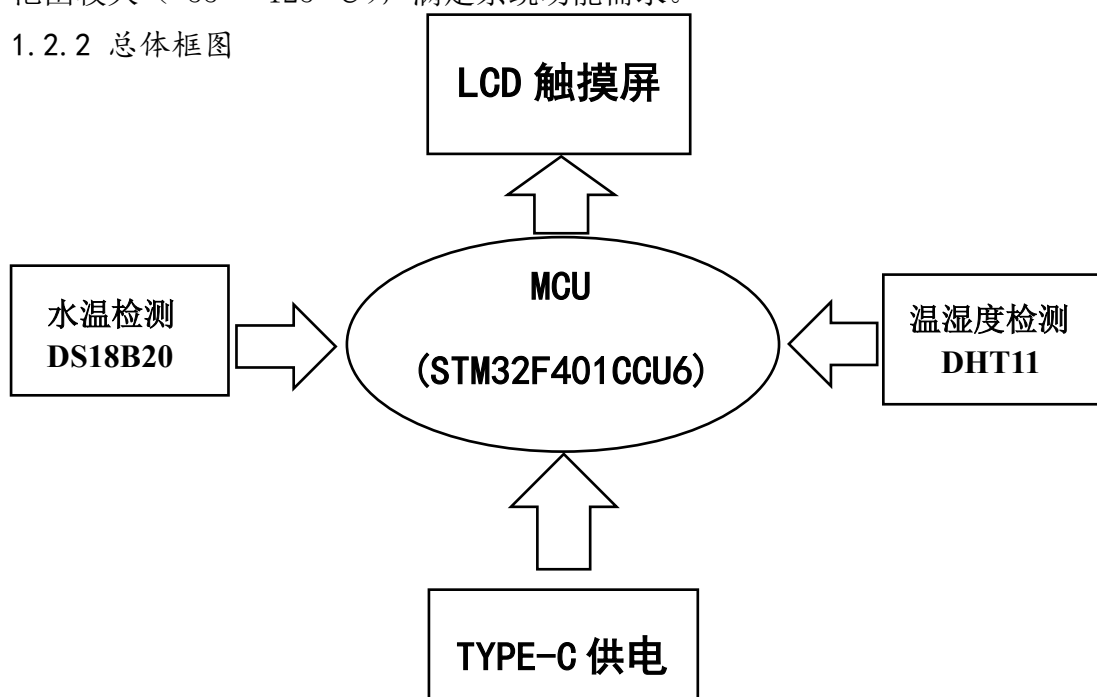 1.2.2 总体框图
LCD 触摸屏
MCU
(STM32F401CCU6)
水温检测
DS18B20
温湿度检测
DHT11
TYPE-C 供电